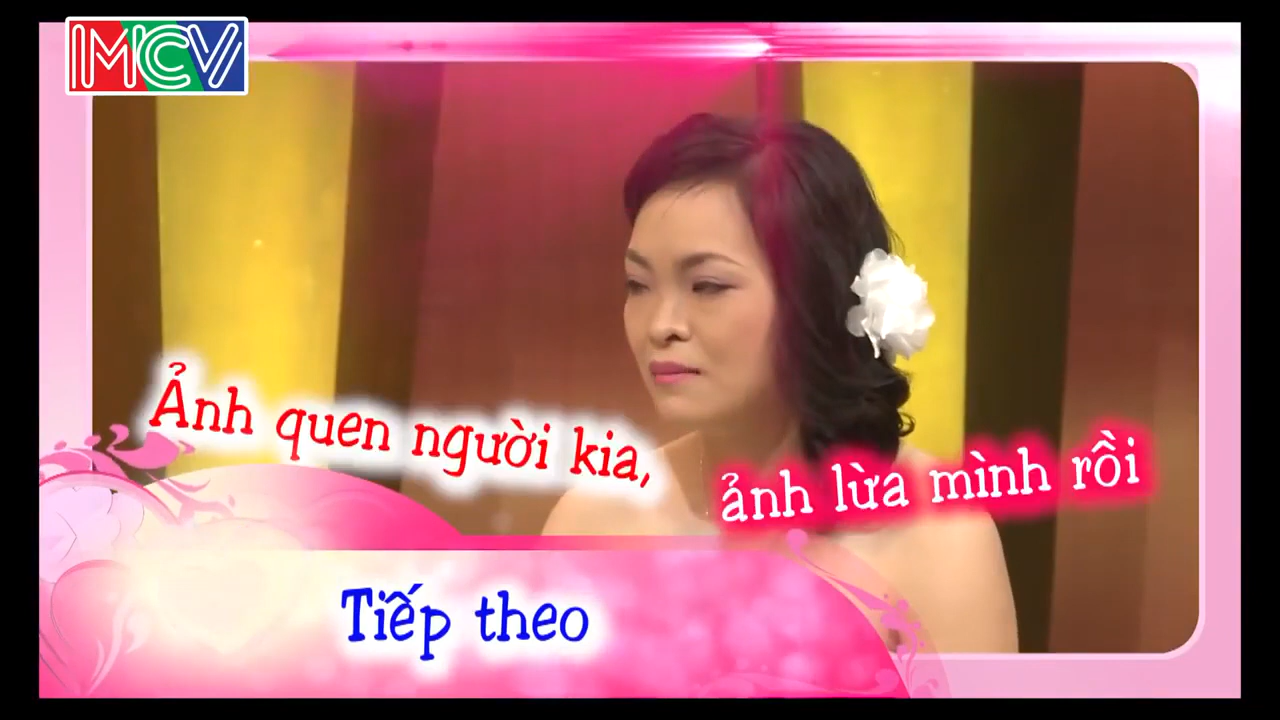 MCV
Ảnh quen người kia,
ảnh lừa mình rồi
Tiếp theo